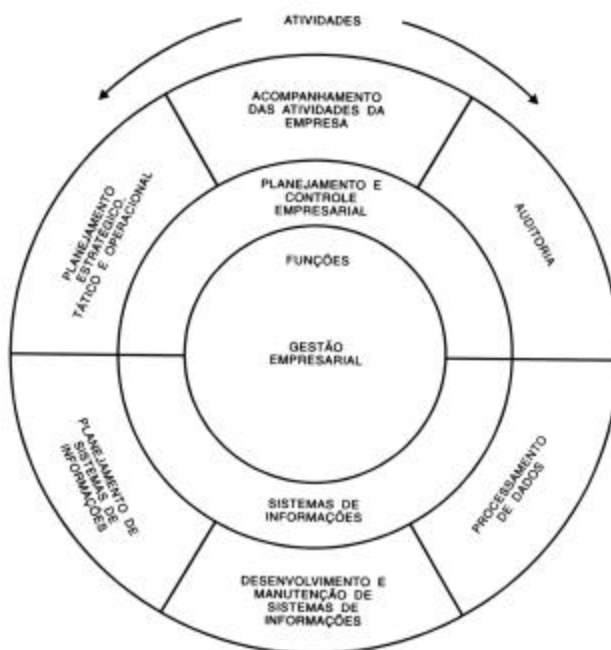 ATIVIDADES
ACOMPANHAMENTO
DAS ATIVIDADES DA
EMPRESA
PLANEJAMENTO
ESTRATÉGICO,
TÁTICO E OPERACIONAL
PLANEJAMENTO E
CONTROLE
EMPRESARIAL
AUDITORIA
FUNÇÕES
GESTÃO
EMPRESARIAL
PLANEJAMENTO DE
SISTEMAS DE
INFORMAÇÕES
SISTEMAS DE
INFORMAÇÕES
PROCESSAMENTO
DE DADOS
DESENVOLVIMENTO E
MANUTENÇÃO DE
SISTEMAS DE
INFORMAÇÕES